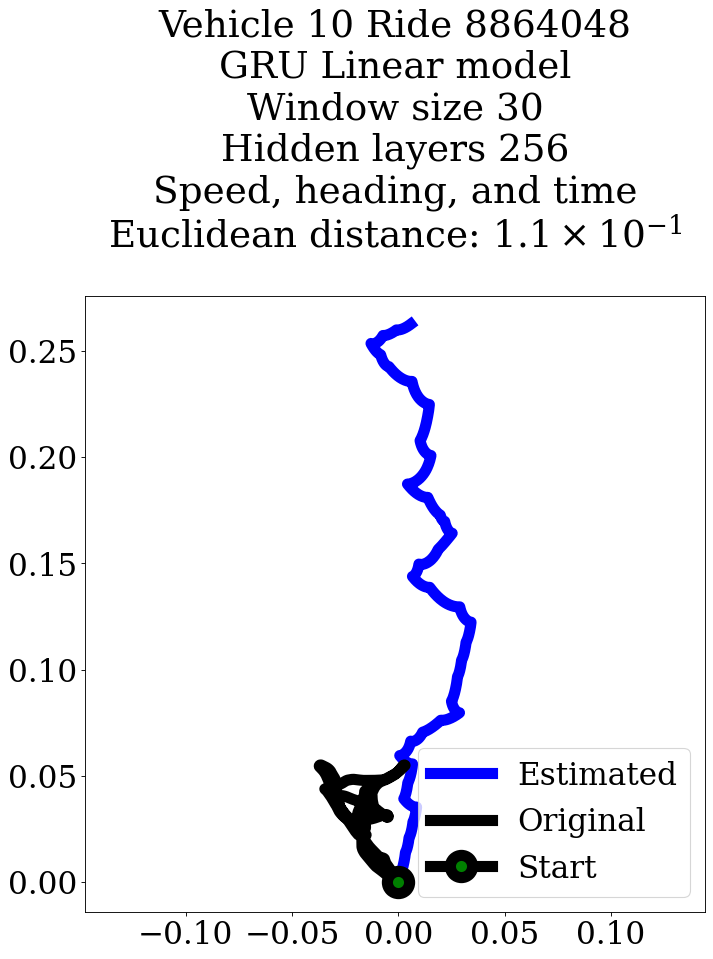 Vehicle 10 Ride 8864048
GRU Linear model
Window size 30
Hidden layers 256
Speed, heading, and time
Euclidean distance: 1.1 × 10⁻¹
0.25
0.20
0.15
0.10
0.05
0.00
Estimated
Original
Start
−0.10 −0.05 0.00 0.05 0.10